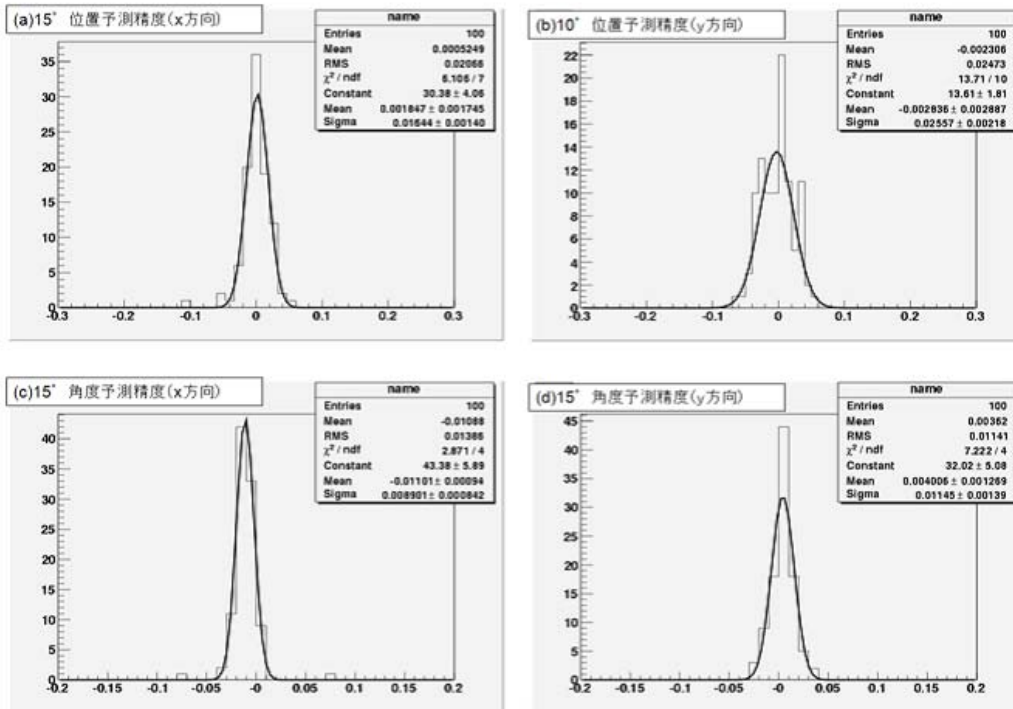 (a)15° 位置予測精度(x方向)
name
Entries 100
Mean 0.0005249
RMS 0.02066
χ² / ndf 6.106 / 7
Constant 30.38 ± 4.06
Mean 0.001847 ± 0.001745
Sigma 0.01644 ± 0.00140
35
30
25
20
15
10
5
0
-0.3 -0.2 -0.1 0 0.1 0.2 0.3
(b)10° 位置予測精度(y方向)
name
Entries 100
Mean -0.002306
RMS 0.02473
χ² / ndf 13.71 / 10
Constant 13.61 ± 1.81
Mean -0.002836 ± 0.002887
Sigma 0.02557 ± 0.00218
22
20
18
16
14
12
10
8
6
4
2
0
-0.3 -0.2 -0.1 0 0.1 0.2 0.3
(c)15° 角度予測精度(x方向)
name
Entries 100
Mean -0.01088
RMS 0.01386
χ² / ndf 2.871 / 4
Constant 43.38 ± 5.89
Mean -0.01101 ± 0.00094
Sigma 0.008901 ± 0.000842
40
35
30
25
20
15
10
5
0
-0.2 -0.15 -0.1 -0.05 -0 0.05 0.1 0.15 0.2
(d)15° 角度予測精度(y方向)
name
Entries 100
Mean 0.00362
RMS 0.01141
χ² / ndf 7.222 / 4
Constant 32.02 ± 5.08
Mean 0.004006 ± 0.001269
Sigma 0.01145 ± 0.00139
45
40
35
30
25
20
15
10
5
0
-0.2 -0.15 -0.1 -0.05 -0 0.05 0.1 0.15 0.2